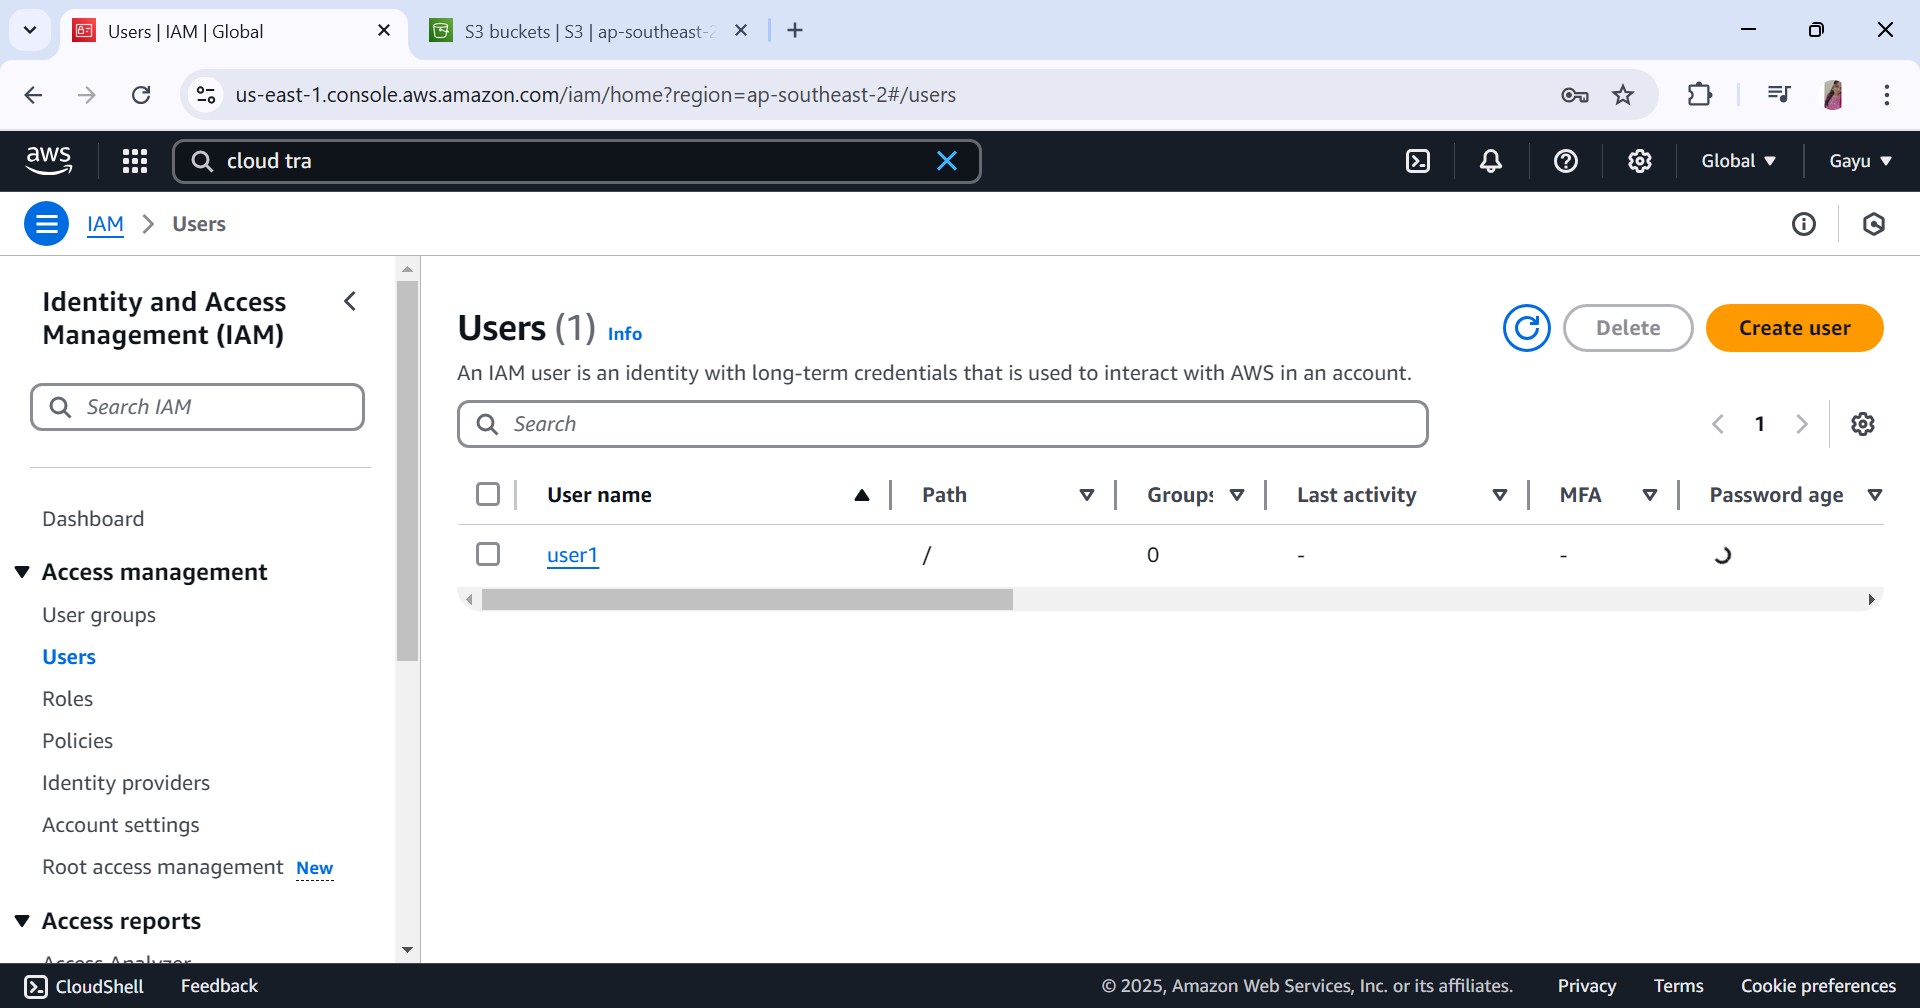 Users | IAM | Global
S3 buckets | S3 | ap-southeast-2
us-east-1.console.aws.amazon.com/iam/home?region=ap-southeast-2#/users
aws
cloud tra
Global
Gayu
IAM
Users
Identity and Access
Management (IAM)
Search IAM
Dashboard
Access management
User groups
Users
Roles
Policies
Identity providers
Account settings
Root access management New
Access reports
Access Analyzer
Users (1) Info
Delete
Create user
An IAM user is an identity with long-term credentials that is used to interact with AWS in an account.
Search
1
User name Path Groups Last activity MFA Password age
user1 / 0 - -
CloudShell Feedback © 2025, Amazon Web Services, Inc. or its affiliates. Privacy Terms Cookie preferences